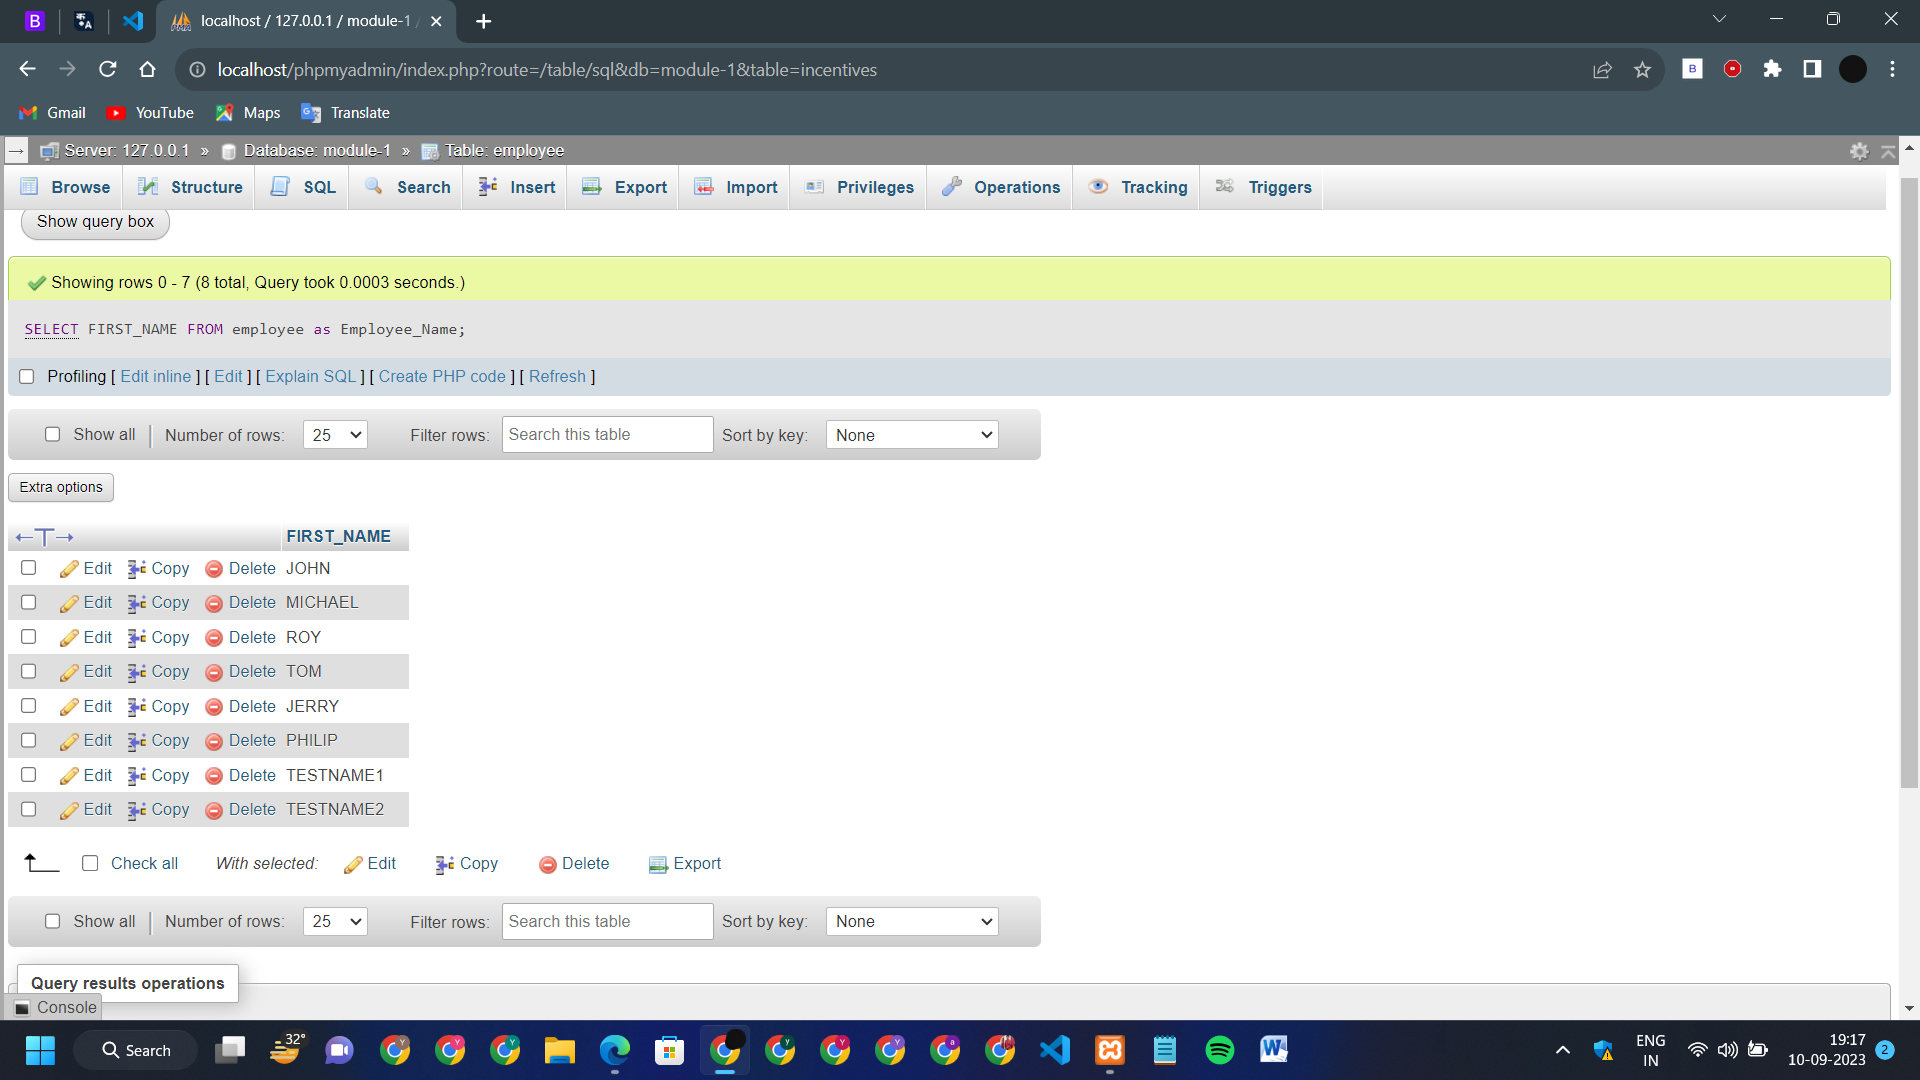 localhost / 127.0.0.1 / module-1
localhost/phpmyadmin/index.php?route=/table/sql&db=module-1&table=incentives
Gmail YouTube Maps Translate
Server: 127.0.0.1 » Database: module-1 » Table: employee
Browse Structure SQL Search Insert Export Import Privileges Operations Tracking Triggers
Show query box
Showing rows 0 - 7 (8 total, Query took 0.0003 seconds.)
SELECT FIRST_NAME FROM employee as Employee_Name;
Profiling [ Edit inline ] [ Edit ] [ Explain SQL ] [ Create PHP code ] [ Refresh ]
Show all Number of rows: 25 Filter rows: Search this table Sort by key: None
Extra options
FIRST_NAME
Edit Copy Delete JOHN
Edit Copy Delete MICHAEL
Edit Copy Delete ROY
Edit Copy Delete TOM
Edit Copy Delete JERRY
Edit Copy Delete PHILIP
Edit Copy Delete TESTNAME1
Edit Copy Delete TESTNAME2
Check all With selected: Edit Copy Delete Export
Show all Number of rows: 25 Filter rows: Search this table Sort by key: None
Query results operations
Console
Search 32° ENG 19:17
IN 10-09-2023 2